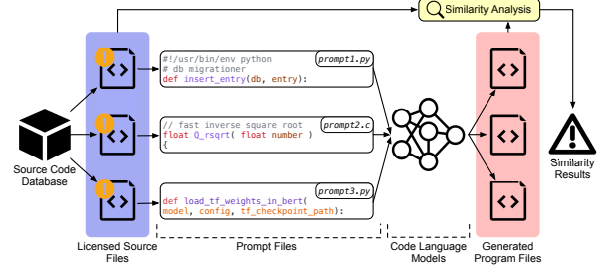 Similarity Analysis
#!/usr/bin/env python
prompt1.py
# db migrationer
def insert_entry(db, entry):
// fast inverse square root
prompt2.c
float Q_rsqrt( float number )
{
prompt3.py
def load_tf_weights_in_bert(
model, config, tf_checkpoint_path):
Source Code
Database
Similarity
Results
Licensed Source
Files
Prompt Files
Code Language
Models
Generated
Program Files